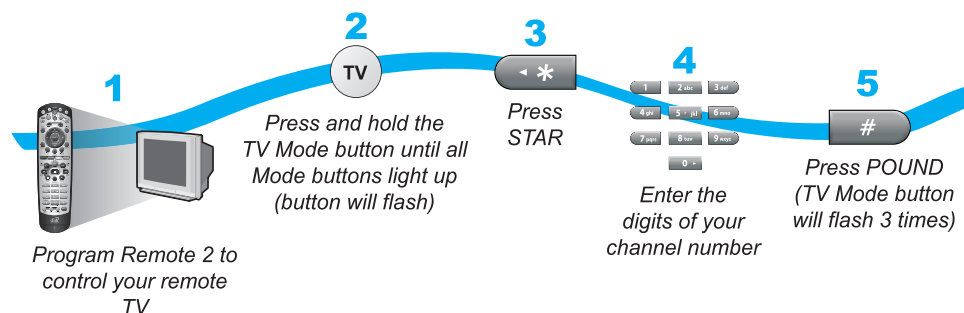 1
Program Remote 2 to
control your remote
TV
2
TV
Press and hold the
TV Mode button until all
Mode buttons light up
(button will flash)
3
*
Press
STAR
4
1 2 abc 3 def
4 ghi 5 jkl 6 mno
7 pqrs 8 tuv 9 wxyz
0
Enter the
digits of your
channel number
5
#
Press POUND
(TV Mode button
will flash 3 times)